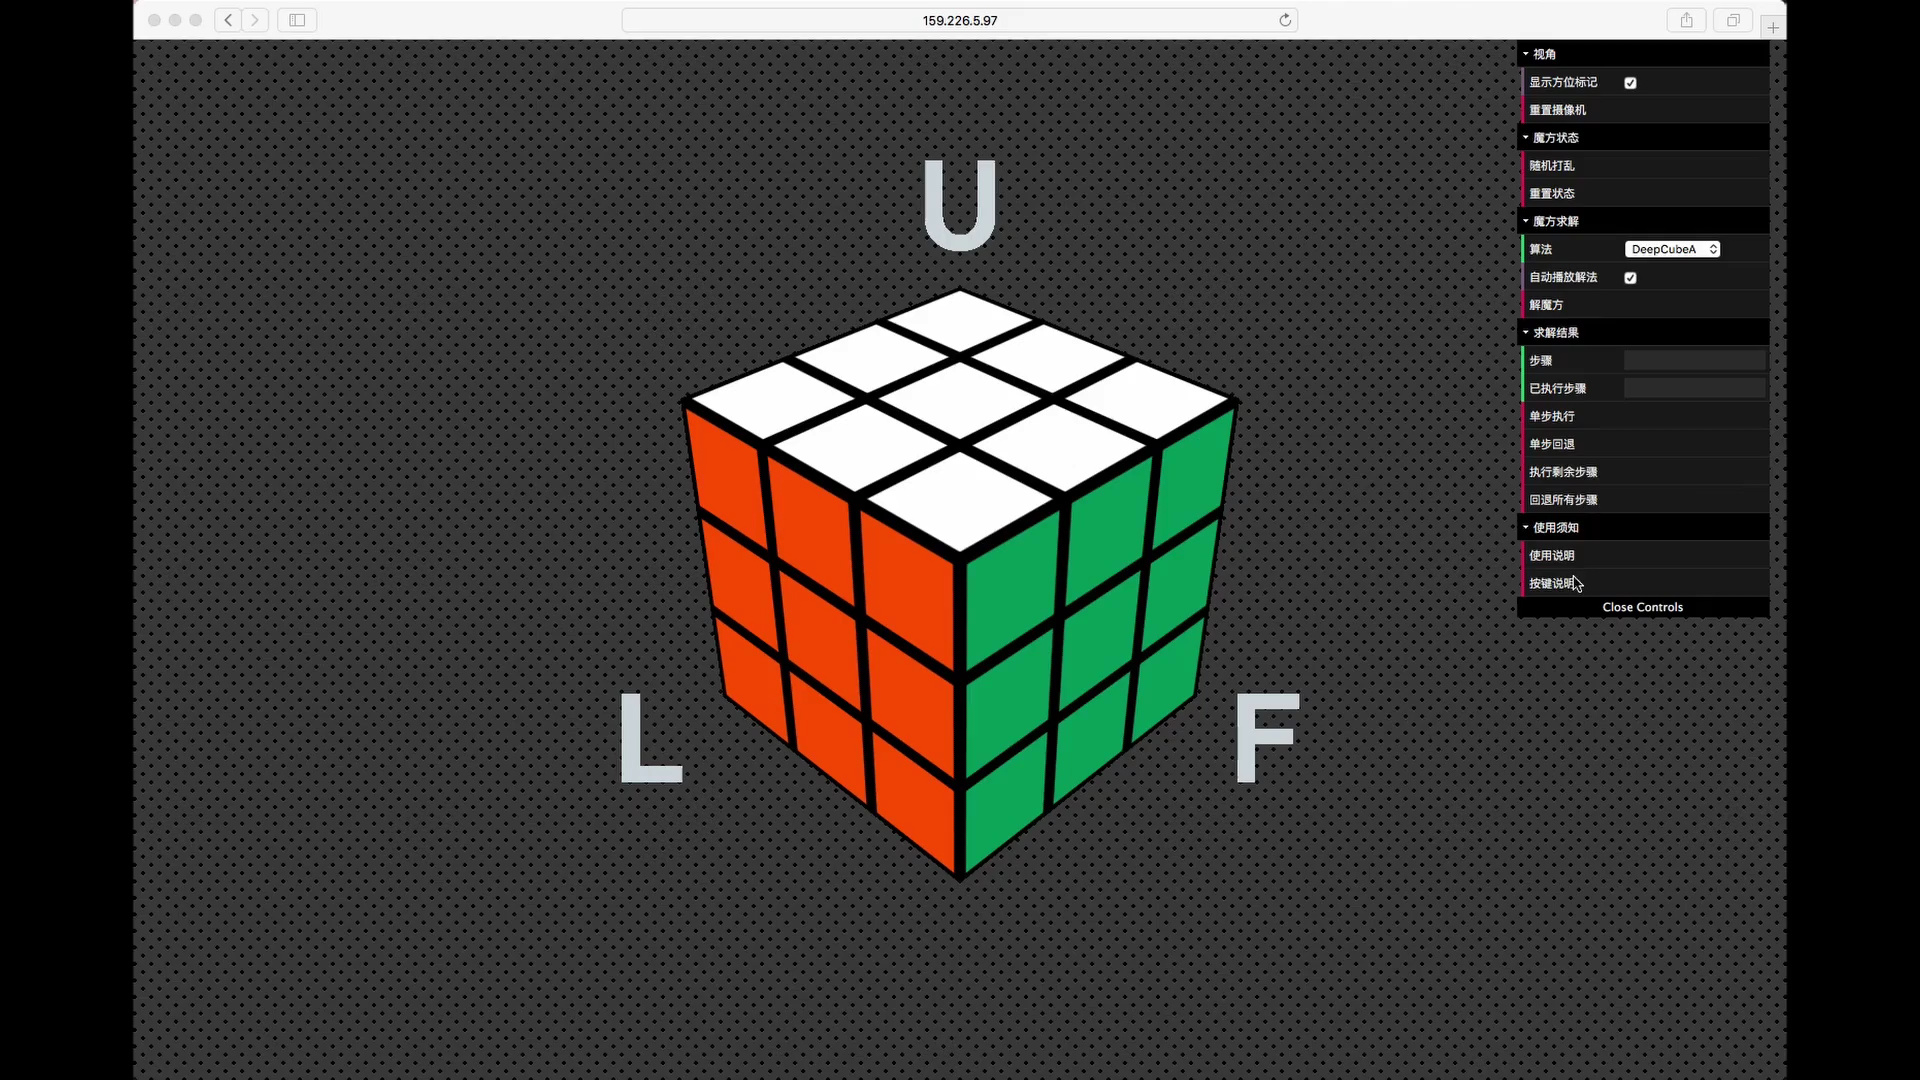 159.226.5.97
视角
显示方位标记
重置摄像机
魔方状态
随机打乱
重置状态
魔方求解
算法 DeepCubeA
自动播放解法
解魔方
求解结果
步骤
已执行步骤
单步执行
单步回退
执行剩余步骤
回退所有步骤
使用须知
使用说明
按键说明
Close Controls
U
L
F